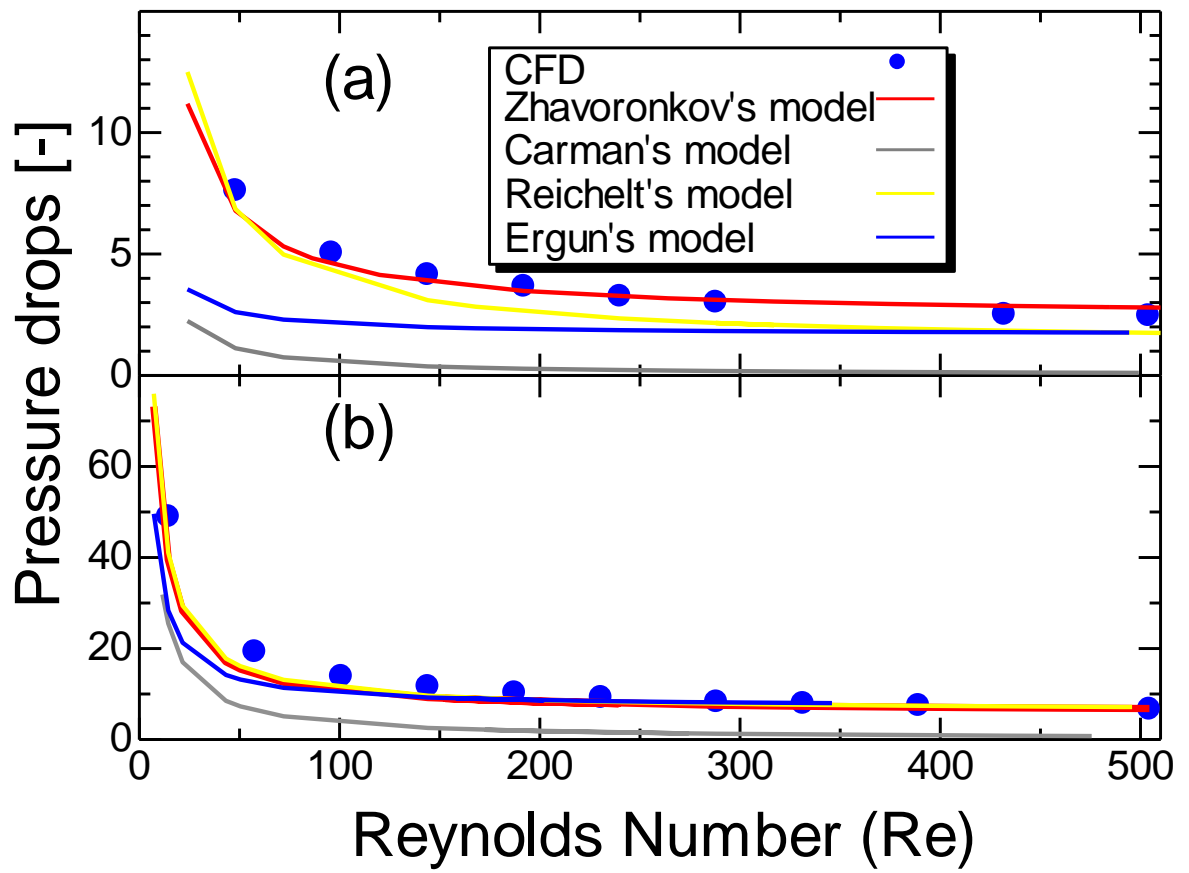 (a)
CFD
Zhavoronkov's model
Carman's model
Reichelt's model
Ergun's model
10
5
0
Pressure drops [-]
(b)
60
40
20
0
0 100 200 300 400 500
Reynolds Number (Re)